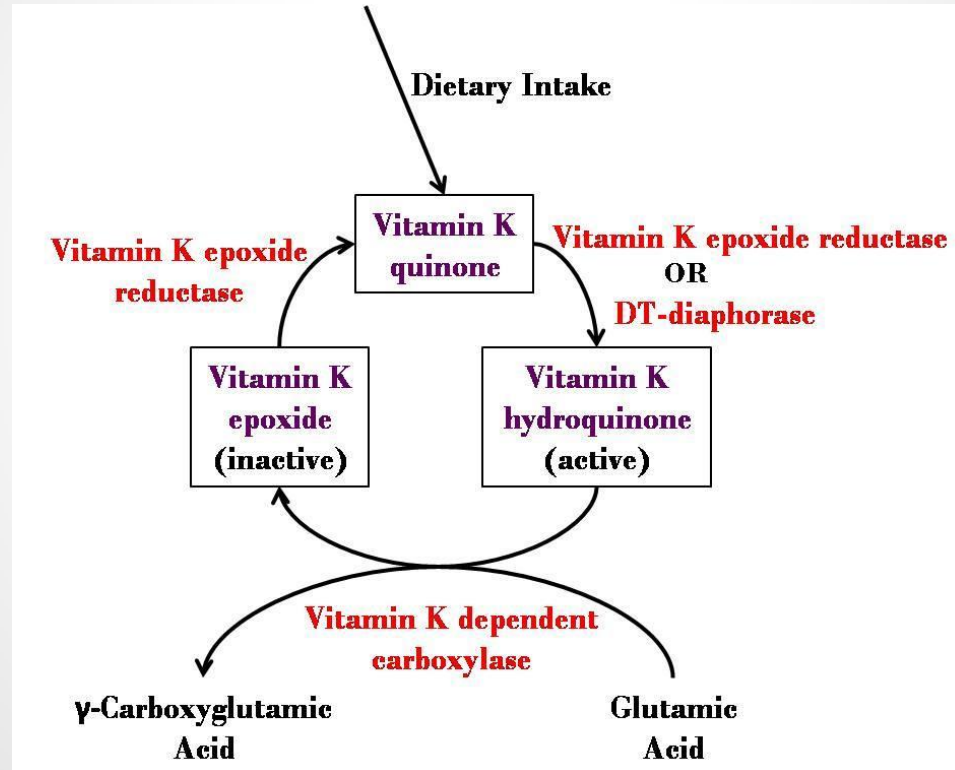 Dietary Intake
Vitamin K
quinone
Vitamin K epoxide
reductase
Vitamin K epoxide reductase
OR
DT-diaphorase
Vitamin K
epoxide
(inactive)
Vitamin K
hydroquinone
(active)
Vitamin K dependent
carboxylase
γ-Carboxyglutamic
Acid
Glutamic
Acid